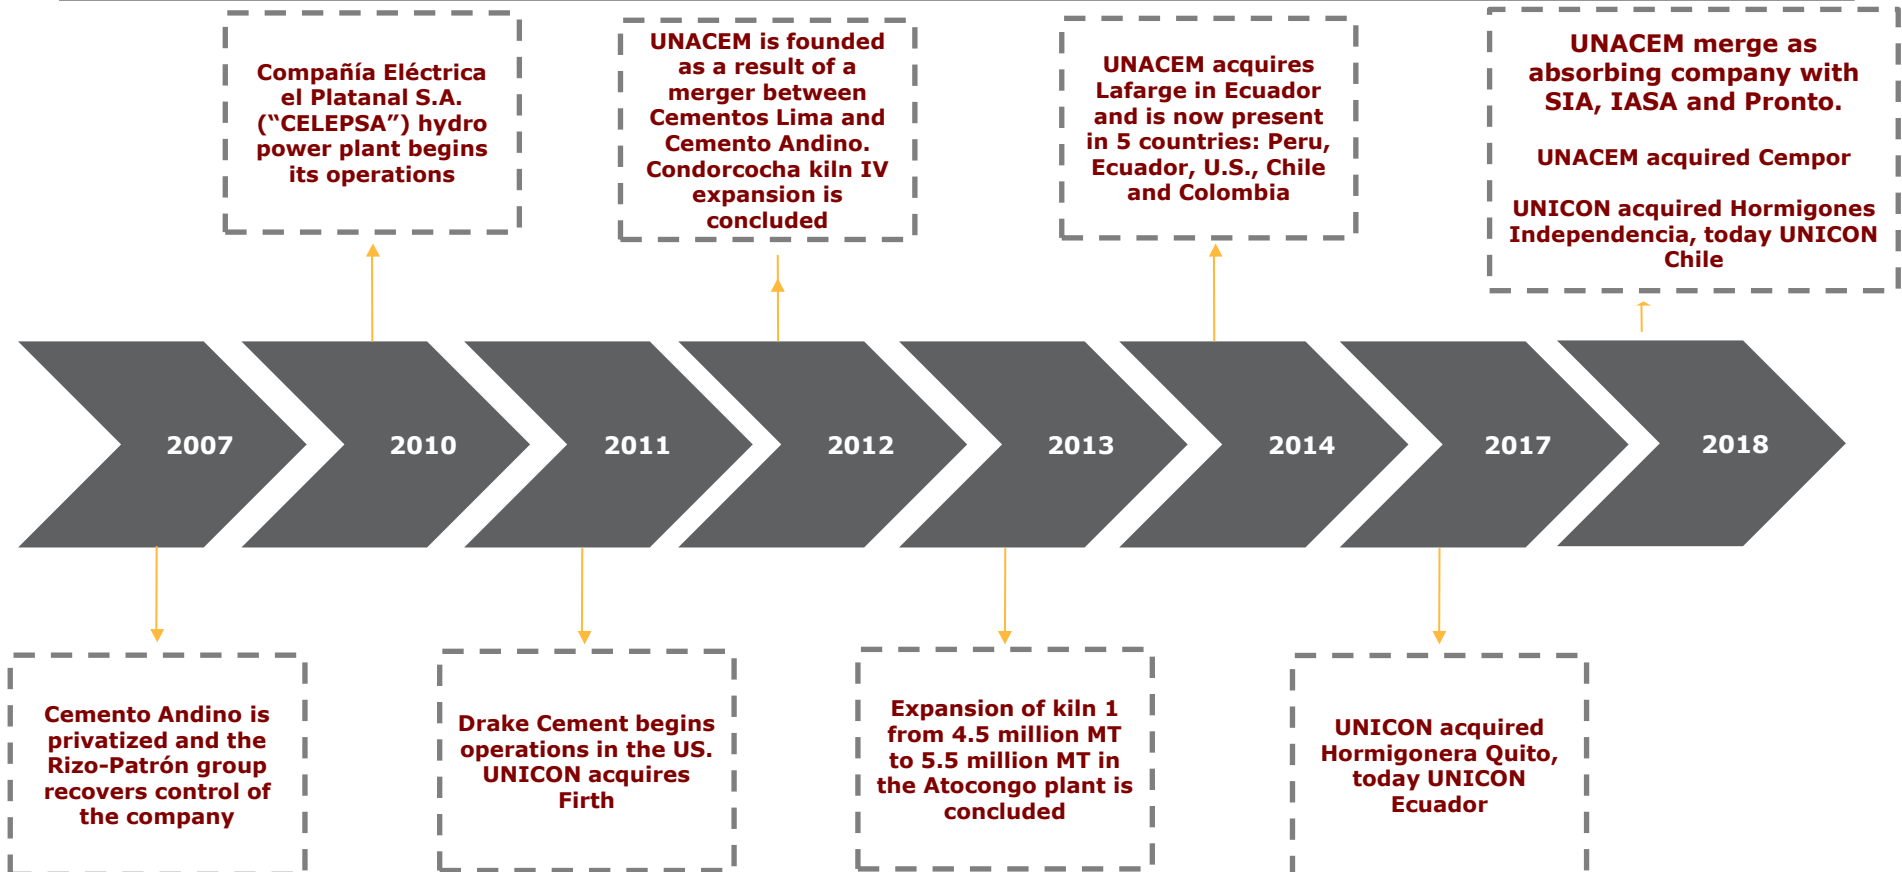 Compañía Eléctrica
el Platanal S.A.
(“CELEPSA”) hydro
power plant begins
its operations
UNACEM is founded
as a result of a
merger between
Cementos Lima and
Cemento Andino.
Condorcocha kiln IV
expansion is
concluded
UNACEM acquires
Lafarge in Ecuador
and is now present
in 5 countries: Peru,
Ecuador, U.S., Chile
and Colombia
UNACEM merge as
absorbing company with
SIA, IASA and Pronto.
UNACEM acquired Cempor
UNICON acquired Hormigones
Independencia, today UNICON
Chile
2007
2010
2011
2012
2013
2014
2017
2018
Cemento Andino is
privatized and the
Rizo-Patrón group
recovers control of
the company
Drake Cement begins
operations in the US.
UNICON acquires
Firth
Expansion of kiln 1
from 4.5 million MT
to 5.5 million MT in
the Atocongo plant is
concluded
UNICON acquired
Hormigonera Quito,
today UNICON
Ecuador